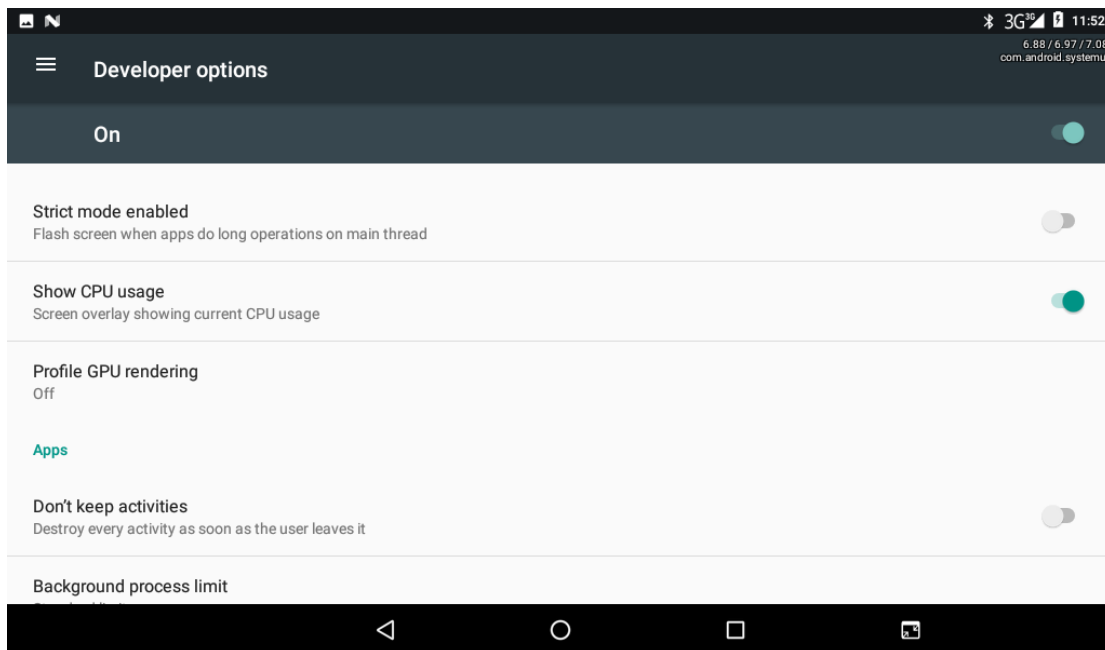 3G 3G 11:52
6.88 / 6.97 / 7.08
com.android.systemu
Developer options
On
Strict mode enabled
Flash screen when apps do long operations on main thread
Show CPU usage
Screen overlay showing current CPU usage
Profile GPU rendering
Off
Apps
Don't keep activities
Destroy every activity as soon as the user leaves it
Background process limit